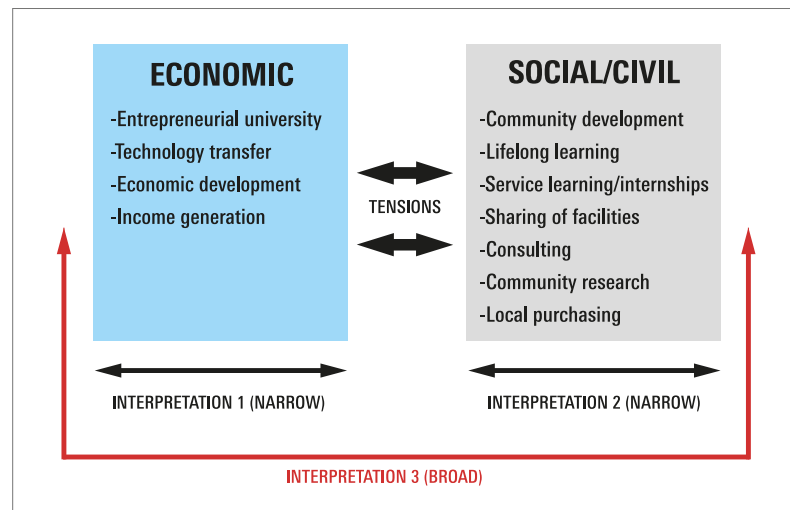 ECONOMIC
-Entrepreneurial university
-Technology transfer
-Economic development
-Income generation
TENSIONS
SOCIAL/CIVIL
-Community development
-Lifelong learning
-Service learning/internships
-Sharing of facilities
-Consulting
-Community research
-Local purchasing
INTERPRETATION 1 (NARROW)
INTERPRETATION 2 (NARROW)
INTERPRETATION 3 (BROAD)